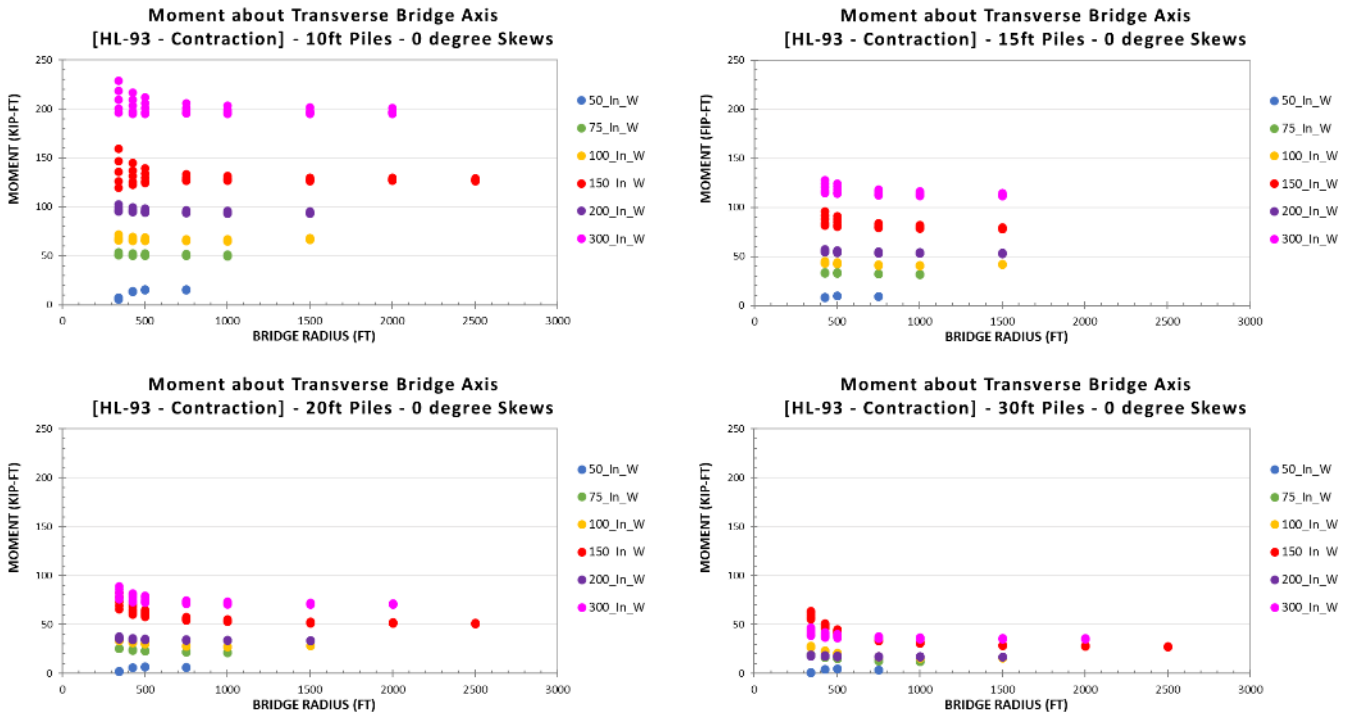 Moment about Transverse Bridge Axis
[HL-93 - Contraction] - 10ft Piles - 0 degree Skews
MOMENT (KIP-FT)
250
200
150
100
50
0
0 500 1000 1500 2000 2500 3000
BRIDGE RADIUS (FT)
50_In_W
75_In_W
100_In_W
150_In_W
200_In_W
300_In_W
Moment about Transverse Bridge Axis
[HL-93 - Contraction] - 15ft Piles - 0 degree Skews
MOMENT (FIP-FT)
250
200
150
100
50
0
0 500 1000 1500 2000 2500 3000
BRIDGE RADIUS (FT)
50_In_W
75_In_W
100_In_W
150_In_W
200_In_W
300_In_W
Moment about Transverse Bridge Axis
[HL-93 - Contraction] - 20ft Piles - 0 degree Skews
MOMENT (KIP-FT)
250
200
150
100
50
0
0 500 1000 1500 2000 2500 3000
BRIDGE RADIUS (FT)
50_In_W
75_In_W
100_In_W
150_In_W
200_In_W
300_In_W
Moment about Transverse Bridge Axis
[HL-93 - Contraction] - 30ft Piles - 0 degree Skews
MOMENT (KIP-FT)
250
200
150
100
50
0
0 500 1000 1500 2000 2500 3000
BRIDGE RADIUS (FT)
50_In_W
75_In_W
100_In_W
150_In_W
200_In_W
300_In_W